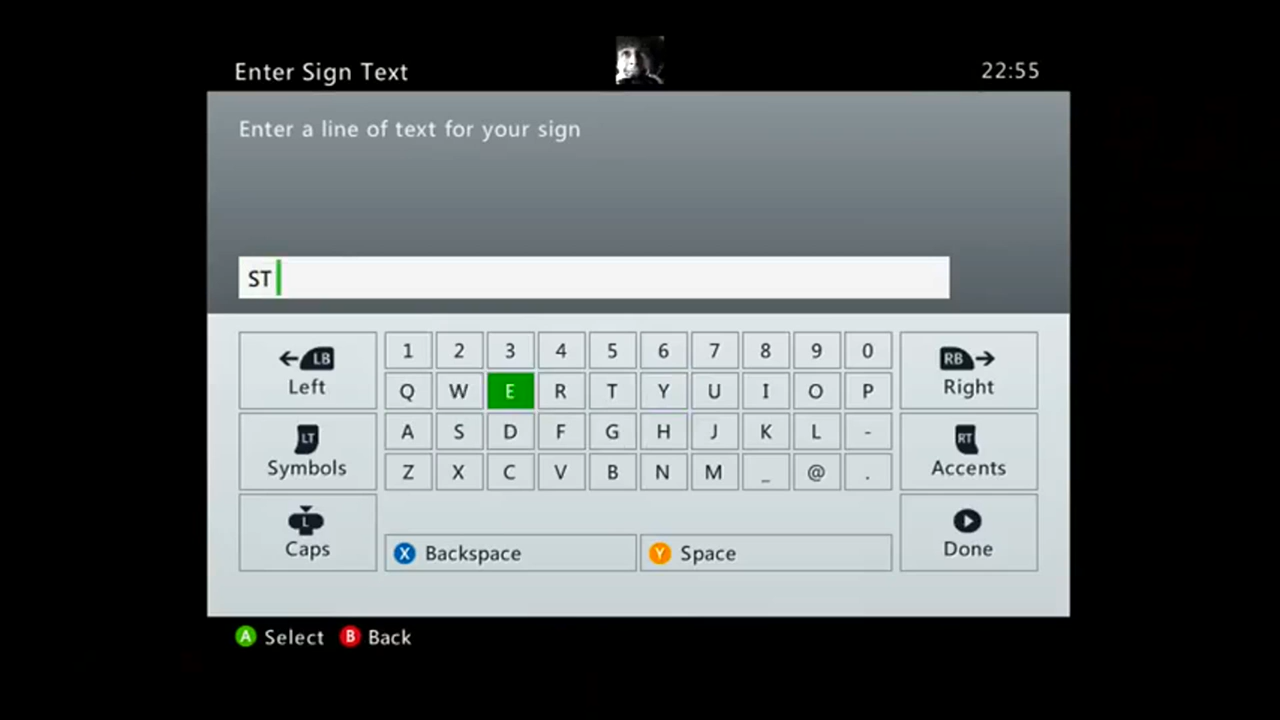 Enter Sign Text
22:55
Enter a line of text for your sign
ST
LB
Left
1 2 3 4 5 6 7 8 9 0
RB
Right
Q W E R T Y U I O P
LT
Symbols
A S D F G H J K L -
RT
Accents
Z X C V B N M _ @ .
L
Caps
X Backspace
Y Space
Done
A Select B Back